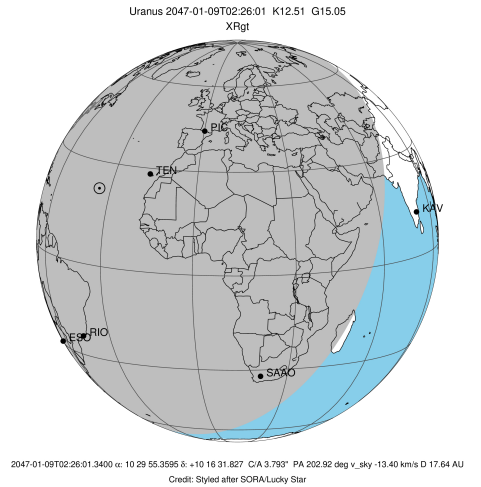 Uranus 2047-01-09T02:26:01  K12.51  G15.05
XRgt
PIC
TEN
KAV
ESO
RIO
SAAO
2047-01-09T02:26:01.3400 α: 10 29 55.3595 δ: +10 16 31.827  C/A 3.793"  PA 202.92 deg v_sky -13.40 km/s D 17.64 AU
Credit: Styled after SORA/Lucky Star